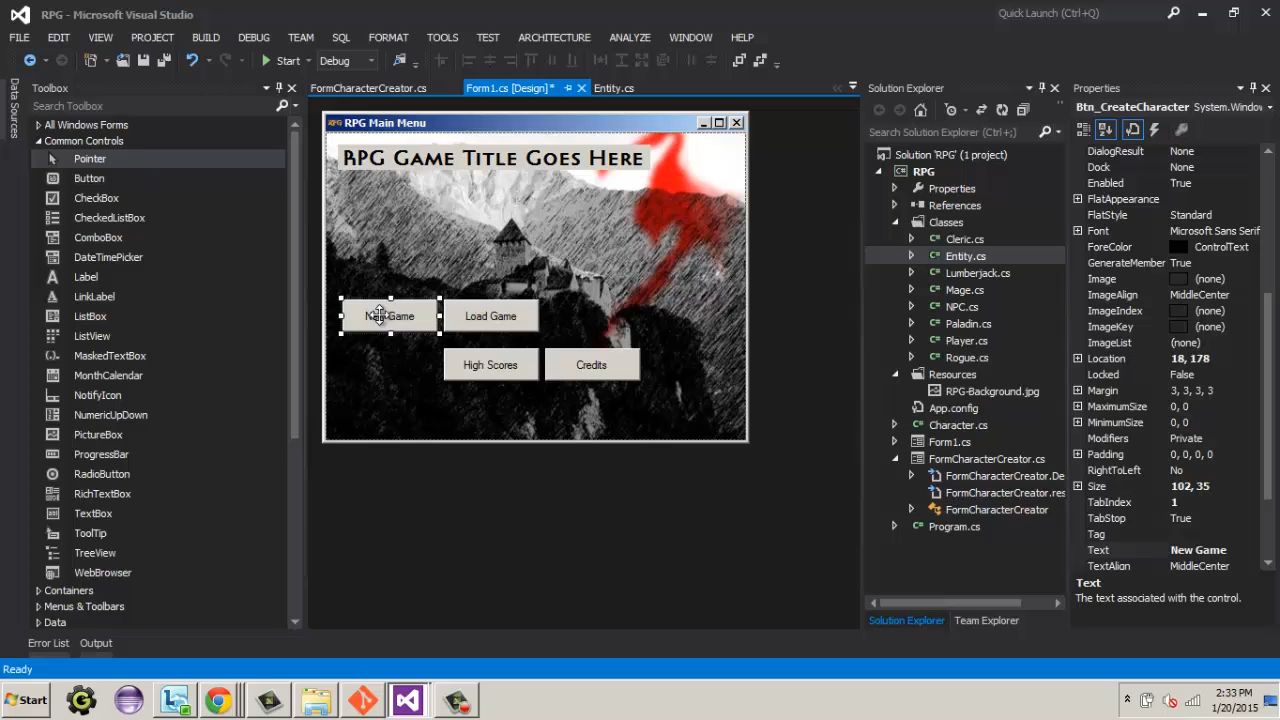 RPG - Microsoft Visual Studio
Quick Launch (Ctrl+Q)
FILE EDIT VIEW PROJECT BUILD DEBUG TEAM SQL FORMAT TOOLS TEST ARCHITECTURE ANALYZE WINDOW HELP
Start Debug
Data Sources
Toolbox
Search Toolbox
All Windows Forms
Common Controls
Pointer
Button
CheckBox
CheckedListBox
ComboBox
DateTimePicker
Label
LinkLabel
ListBox
ListView
MaskedTextBox
MonthCalendar
NotifyIcon
NumericUpDown
PictureBox
ProgressBar
RadioButton
RichTextBox
TextBox
ToolTip
TreeView
WebBrowser
Containers
Menus & Toolbars
Data
FormCharacterCreator.cs Form1.cs [Design]* Entity.cs
RPG Main Menu
RPG Game Title Goes Here
New Game Load Game
High Scores Credits
Solution Explorer
Search Solution Explorer (Ctrl+;)
Solution 'RPG' (1 project)
RPG
Properties
References
Classes
Cleric.cs
Entity.cs
Lumberjack.cs
Mage.cs
NPC.cs
Paladin.cs
Player.cs
Rogue.cs
Resources
RPG-Background.jpg
App.config
Character.cs
Form1.cs
FormCharacterCreator.cs
FormCharacterCreator.De
FormCharacterCreator.res
FormCharacterCreator
Program.cs
Solution Explorer Team Explorer
Properties
Btn_CreateCharacter System.Windov
DialogResult None
Dock None
Enabled True
FlatAppearance
FlatStyle Standard
Font Microsoft Sans Serif
ForeColor ControlText
GenerateMember True
Image (none)
ImageAlign MiddleCenter
ImageIndex (none)
ImageKey (none)
ImageList (none)
Location 18, 178
Locked False
Margin 3, 3, 3, 3
MaximumSize 0, 0
MinimumSize 0, 0
Modifiers Private
Padding 0, 0, 0, 0
RightToLeft No
Size 102, 35
TabIndex 1
TabStop True
Tag
Text New Game
TextAlign MiddleCenter
Text
The text associated with the control.
Error List Output
Ready
Start
2:33 PM
1/20/2015